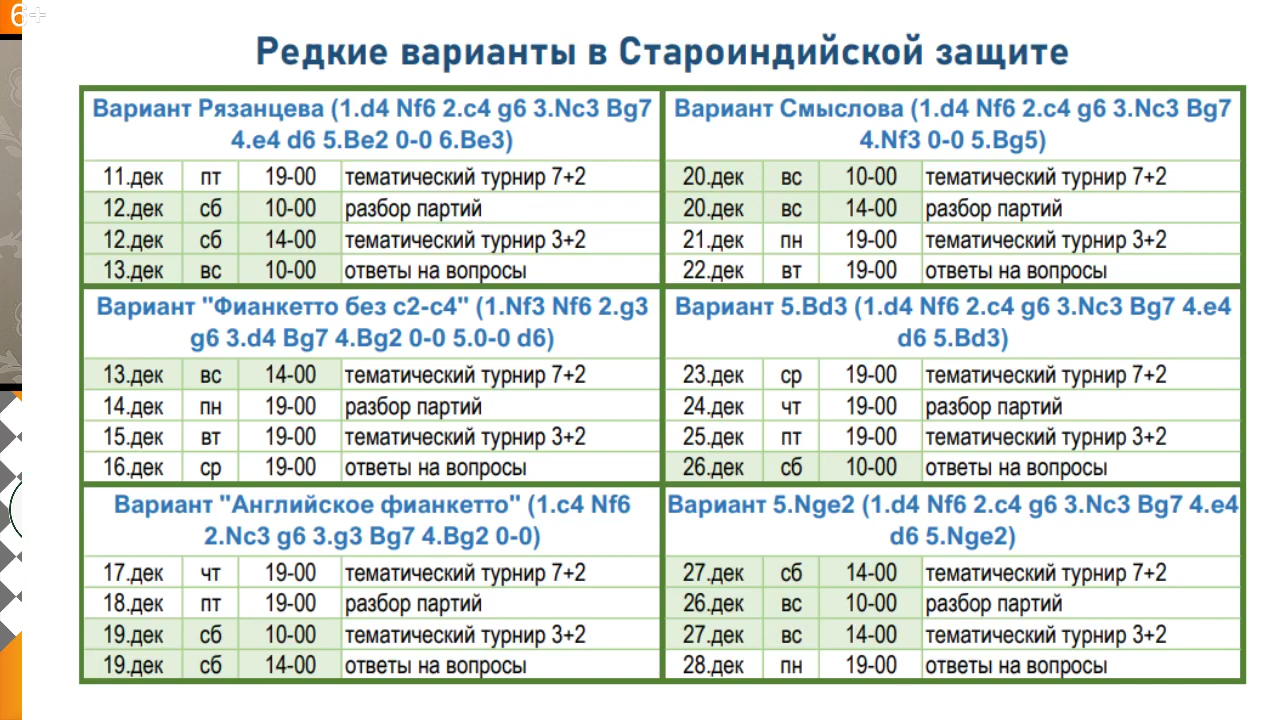 6+
Редкие варианты в Староиндийской защите
Вариант Рязанцева (1.d4 Nf6 2.c4 g6 3.Nc3 Bg7
4.e4 d6 5.Be2 0-0 6.Be3)
11.дек пт 19-00 тематический турнир 7+2
12.дек сб 10-00 разбор партий
12.дек сб 14-00 тематический турнир 3+2
13.дек вс 10-00 ответы на вопросы
Вариант "Фианкетто без c2-c4" (1.Nf3 Nf6 2.g3
g6 3.d4 Bg7 4.Bg2 0-0 5.0-0 d6)
13.дек вс 14-00 тематический турнир 7+2
14.дек пн 19-00 разбор партий
15.дек вт 19-00 тематический турнир 3+2
16.дек ср 19-00 ответы на вопросы
Вариант "Английское фианкетто" (1.c4 Nf6
2.Nc3 g6 3.g3 Bg7 4.Bg2 0-0)
17.дек чт 19-00 тематический турнир 7+2
18.дек пт 19-00 разбор партий
19.дек сб 10-00 тематический турнир 3+2
19.дек сб 14-00 ответы на вопросы
Вариант Смыслова (1.d4 Nf6 2.c4 g6 3.Nc3 Bg7
4.Nf3 0-0 5.Bg5)
20.дек вс 10-00 тематический турнир 7+2
20.дек вс 14-00 разбор партий
21.дек пн 19-00 тематический турнир 3+2
22.дек вт 19-00 ответы на вопросы
Вариант 5.Bd3 (1.d4 Nf6 2.c4 g6 3.Nc3 Bg7 4.e4
d6 5.Bd3)
23.дек ср 19-00 тематический турнир 7+2
24.дек чт 19-00 разбор партий
25.дек пт 19-00 тематический турнир 3+2
26.дек сб 10-00 ответы на вопросы
Вариант 5.Nge2 (1.d4 Nf6 2.c4 g6 3.Nc3 Bg7 4.e4
d6 5.Nge2)
27.дек сб 14-00 тематический турнир 7+2
26.дек вс 10-00 разбор партий
27.дек вс 14-00 тематический турнир 3+2
28.дек пн 19-00 ответы на вопросы